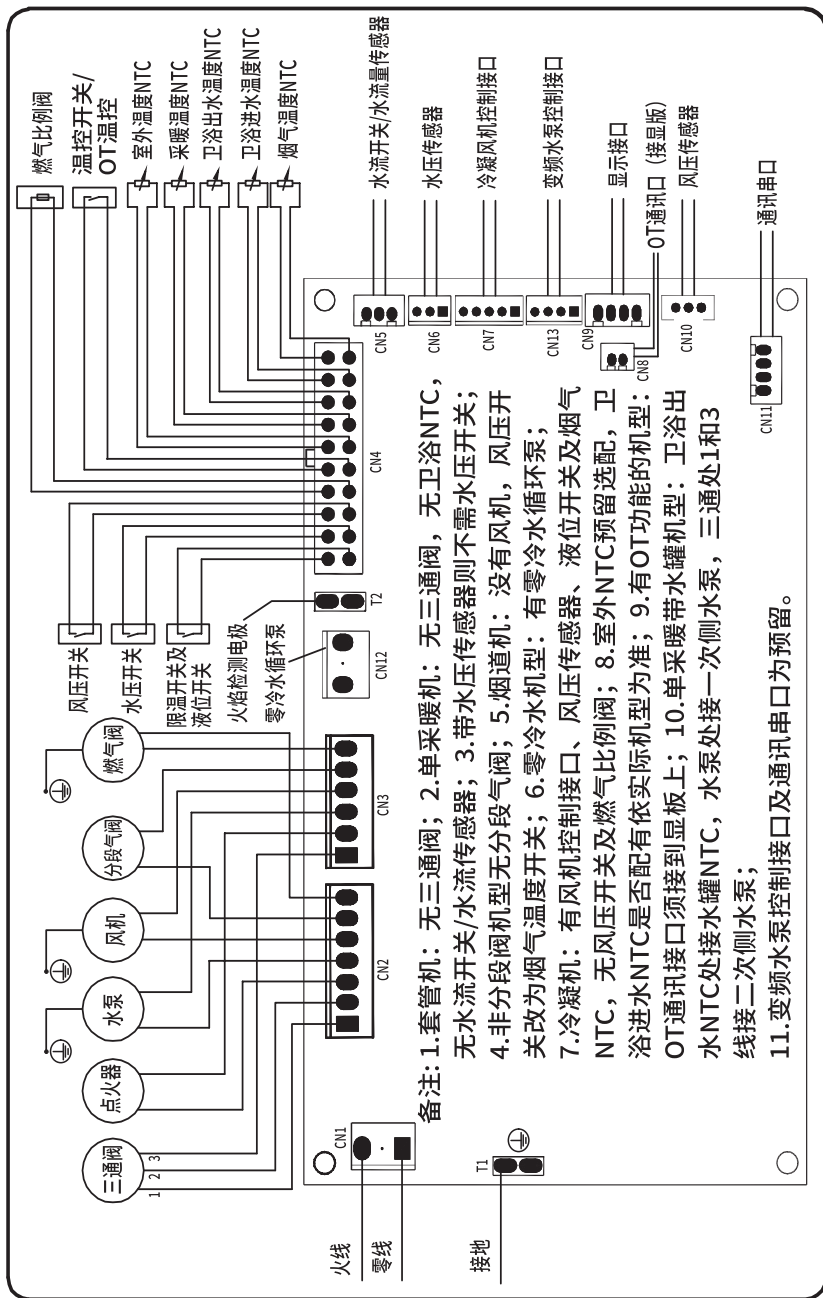 燃气比例阀
温控开关/
OT温控
室外温度NTC
采暖温度NTC
卫浴出水温度NTC
卫浴进水温度NTC
烟气温度NTC
水流开关/水流量传感器
水压传感器
冷凝风机控制接口
变频水泵控制接口
显示接口
OT通讯口（接显版）
风压传感器
通讯串口
CN5
CN6
CN7
CN13
CN9
CN8
CN10
CN11
CN4
T2
CN12
CN3
CN2
CN1
T1
风压开关
水压开关
限温开关及
液位开关
火焰检测电极
零冷水循环泵
燃气阀
分段气阀
风机
水泵
点火器
三通阀
1
2
3
火线
零线
接地
备注: 1.套管机：无三通阀；2.单采暖机：无三通阀，无卫浴NTC，
无水流开关/水流传感器；3.带水压传感器则不需水压开关；
4.非分段阀机型无分段气阀；5.烟道机：没有风机，风压开
关改为烟气温度开关；6.零冷水机型：有零冷水循环泵；
7.冷凝机：有风机控制接口、风压传感器、液位开关及烟气
NTC，无风压开关及燃气比例阀；8.室外NTC预留选配，卫
浴进水NTC是否配有依实际机型为准；9.有OT功能的机型：
OT通讯接口须接到显板上；10.单采暖带水罐机型：卫浴出
水NTC处接水罐NTC，水泵处接一次侧水泵，三通处1和3
线接二次侧水泵；
11.变频水泵控制接口及通讯串口为预留。